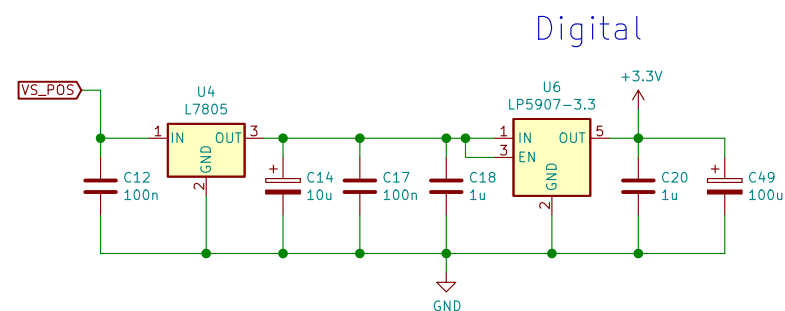 Digital
VS_POS
U4
L7805
1
IN
OUT
3
GND
2
C12
100n
C14
10u
C17
100n
C18
1u
U6
LP5907-3.3
1
IN
OUT
5
3
EN
GND
2
+3.3V
C20
1u
C49
100u
+
+
GND